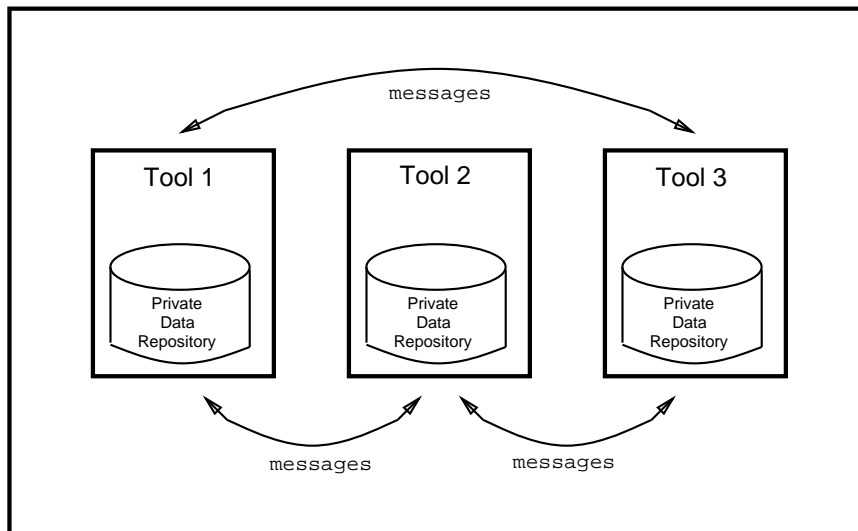 messages
Tool 1
Tool 2
Tool 3
Private
Data
Repository
Private
Data
Repository
Private
Data
Repository
messages
messages